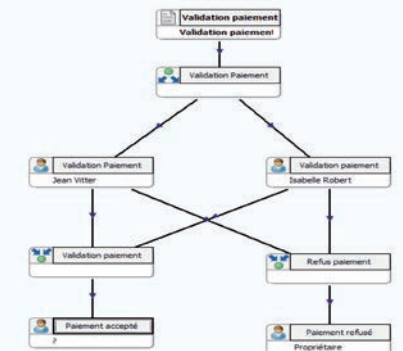 Validation paiement
Validation paiement
Validation Paiement
Validation Paiement
Jean Vitter
Validation paiement
Isabelle Robert
Validation paiement
Refus paiement
Paiement accepté
?
Paiement refusé
Propriétaire